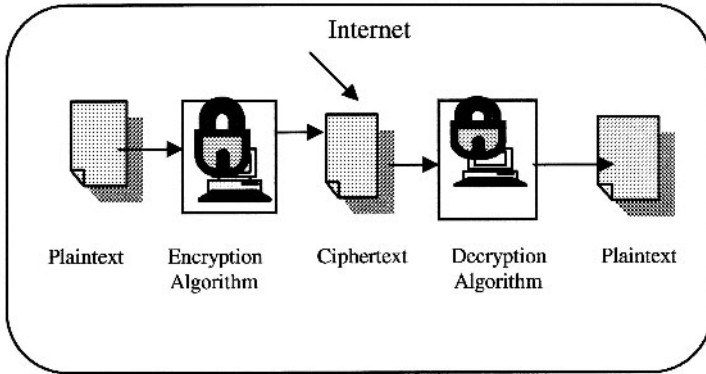 Internet
Plaintext
Encryption
Algorithm
Ciphertext
Decryption
Algorithm
Plaintext